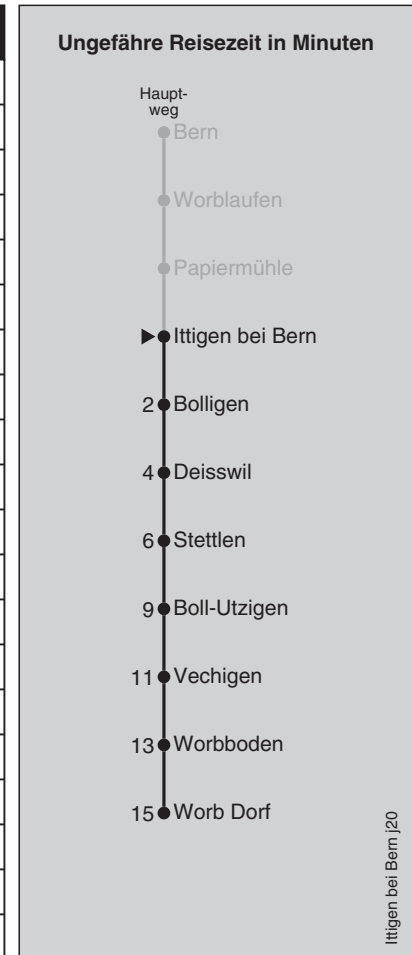 Ungefähre Reisezeit in Minuten
Haupt-
weg
Bern
Worblaufen
Papiermühle
Ittigen bei Bern
2 Bolligen
4 Deisswil
6 Stettlen
9 Boll-Utzigen
11 Vechigen
13 Worbboden
15 Worb Dorf
Ittigen bei Bern j20